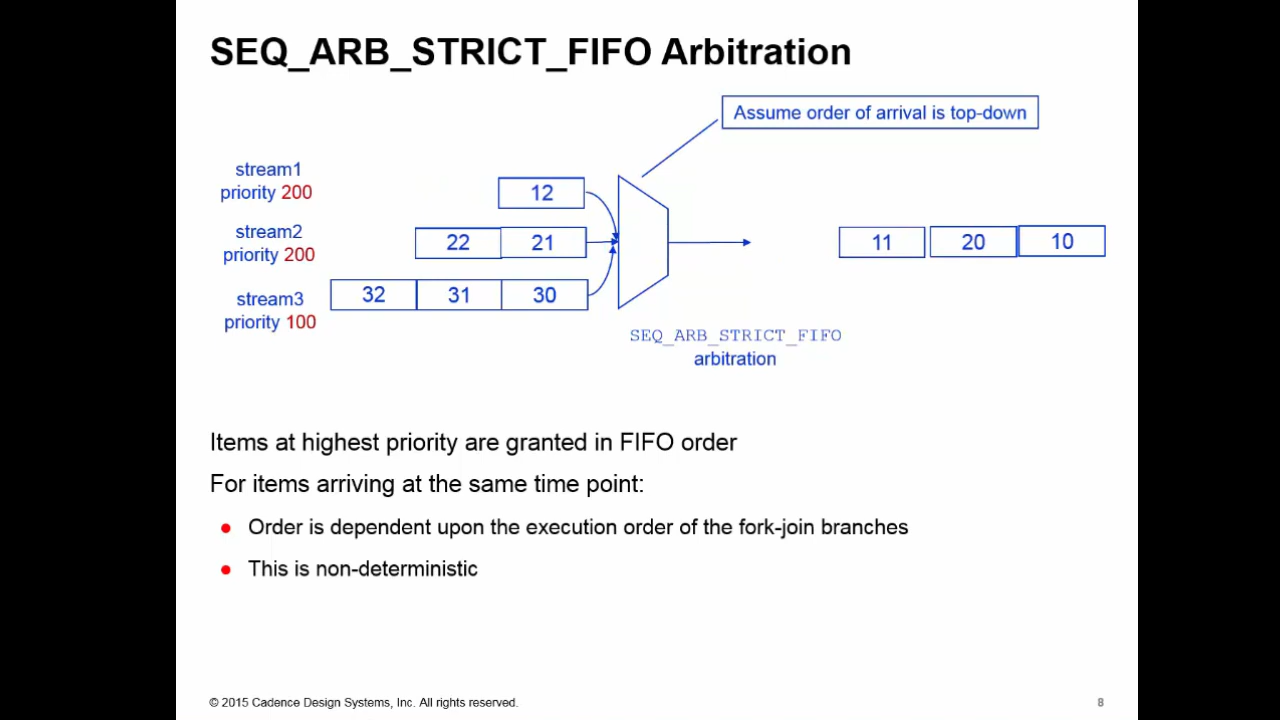 SEQ_ARB_STRICT_FIFO Arbitration
Assume order of arrival is top-down
stream1
priority 200
12
stream2
priority 200
22 21
11 20 10
stream3
priority 100
32 31 30
SEQ_ARB_STRICT_FIFO
arbitration
Items at highest priority are granted in FIFO order
For items arriving at the same time point:
● Order is dependent upon the execution order of the fork-join branches
● This is non-deterministic
© 2015 Cadence Design Systems, Inc. All rights reserved.
8